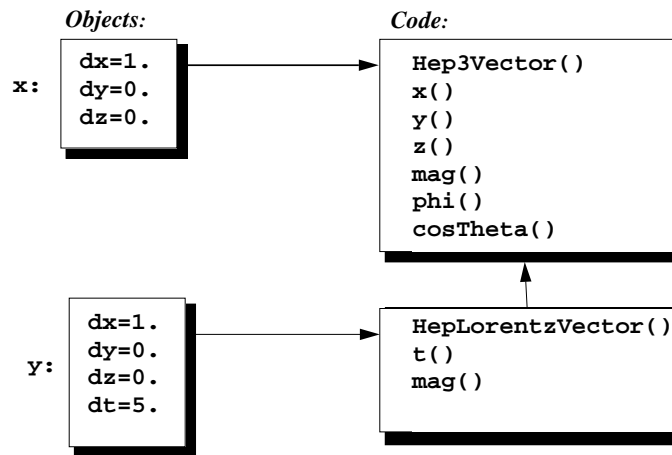 Objects:
Code:
x:
dx=1.
dy=0.
dz=0.
Hep3Vector()
x()
y()
z()
mag()
phi()
cosTheta()
y:
dx=1.
dy=0.
dz=0.
dt=5.
HepLorentzVector()
t()
mag()